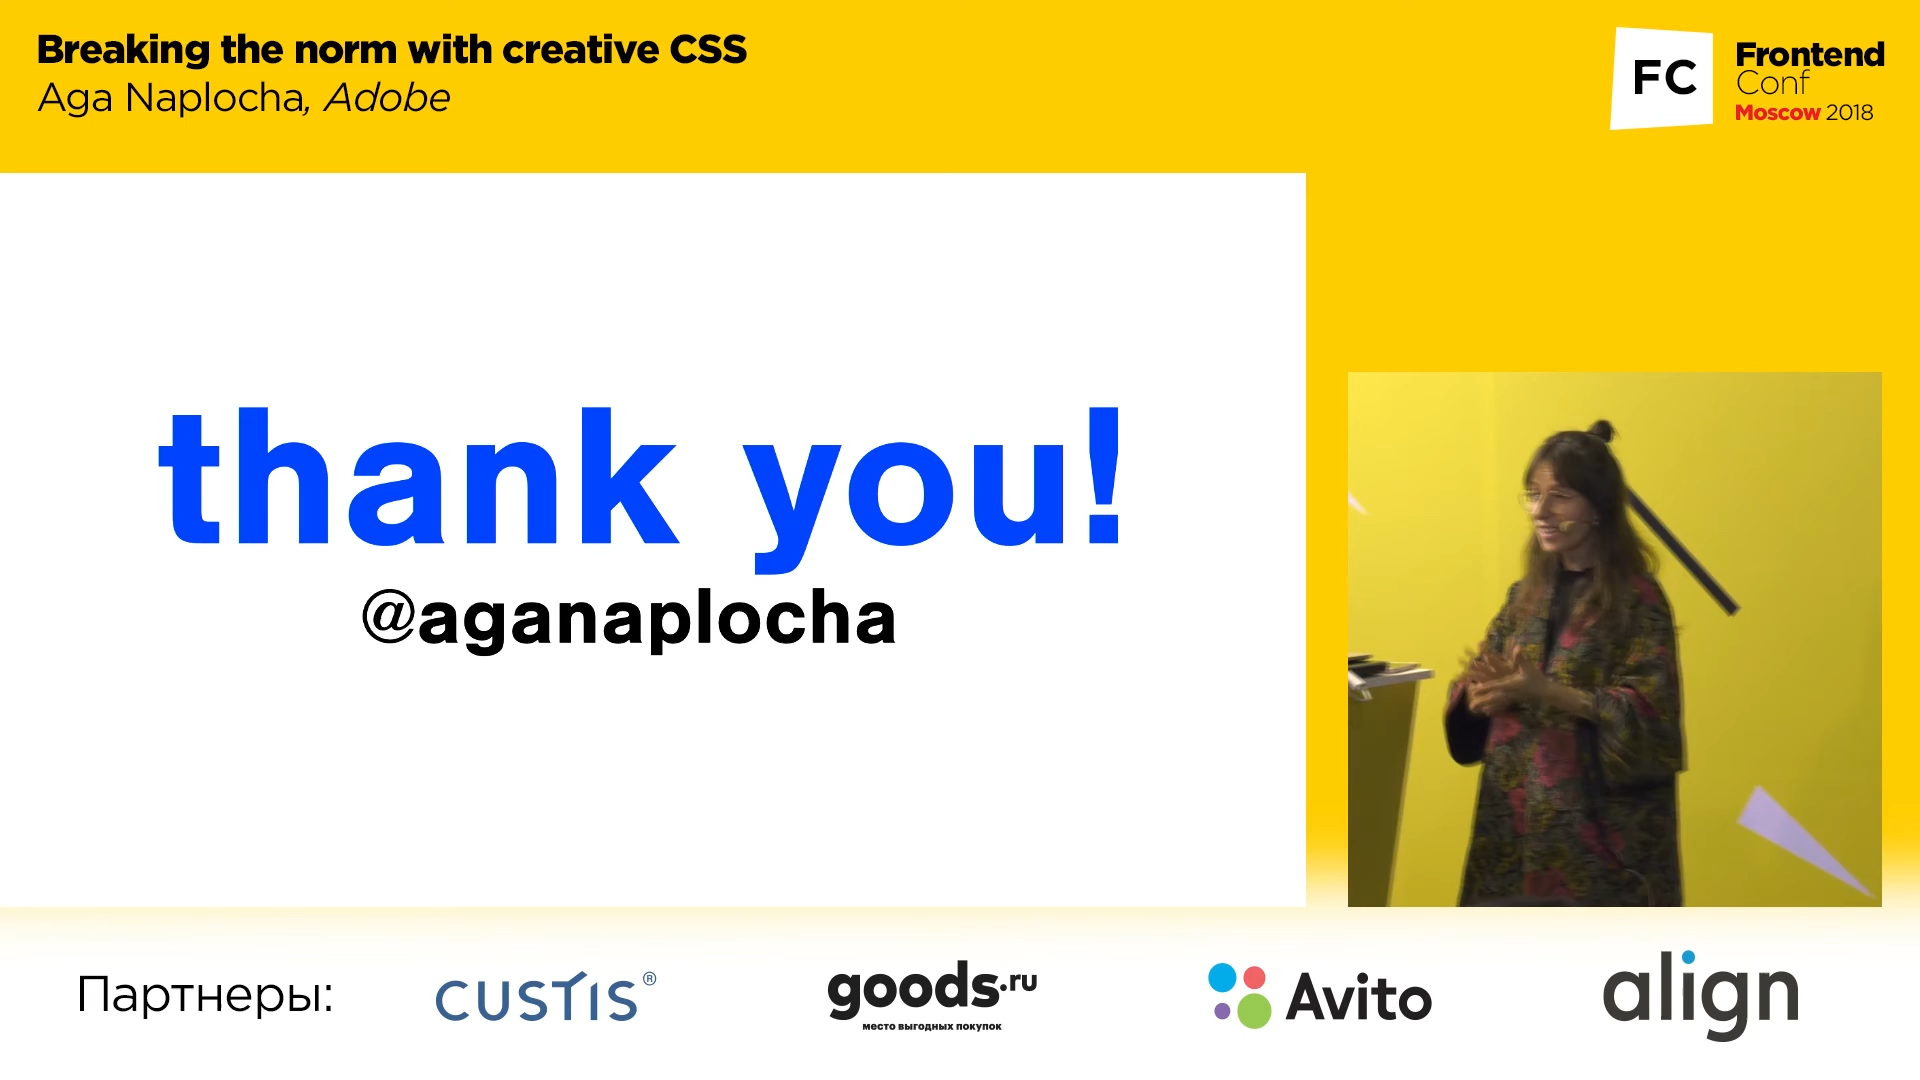 Breaking the norm with creative CSS
Aga Naplocha, Adobe
FC
Frontend
Conf
Moscow 2018
thank you!
@aganaplocha
Партнеры:
CUSTIS®
goods.ru
место выгодных покупок
Avito
align